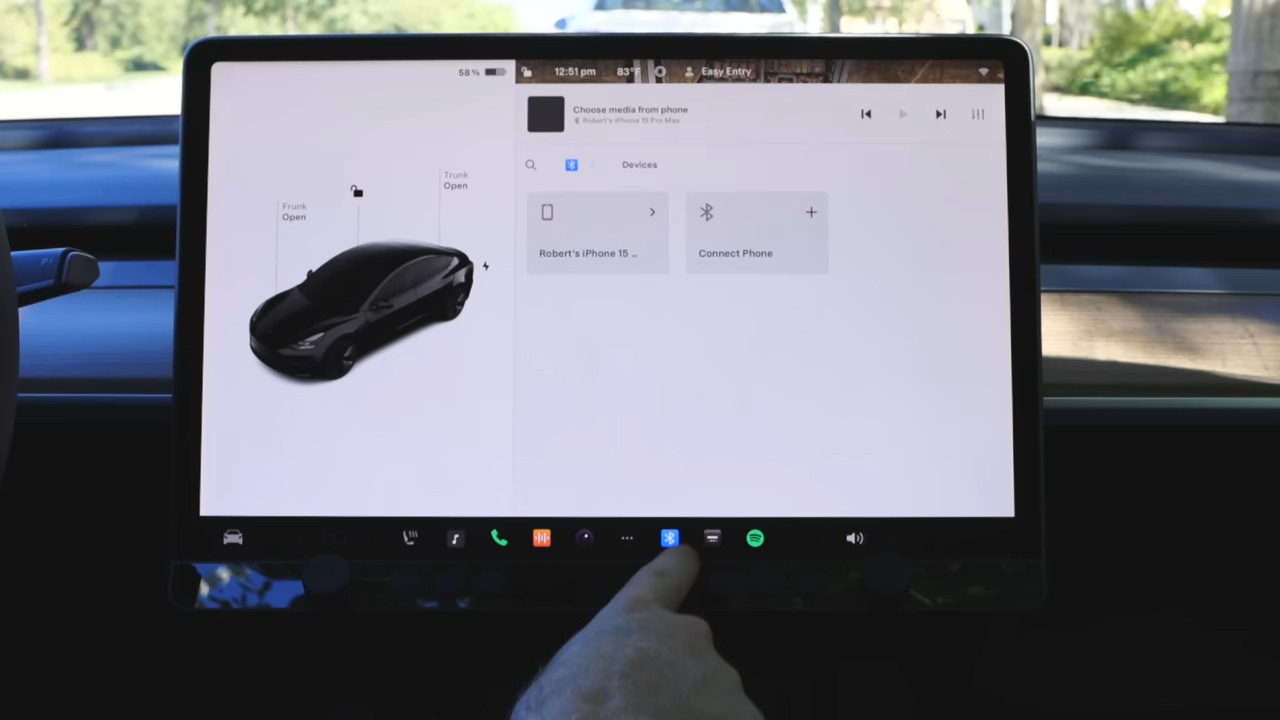 58 %
12:51 pm 83°F Easy Entry
Choose media from phone
Robert's iPhone 15 Pro Max
Devices
Trunk
Open
Frunk
Open
Robert's iPhone 15 ...
Connect Phone